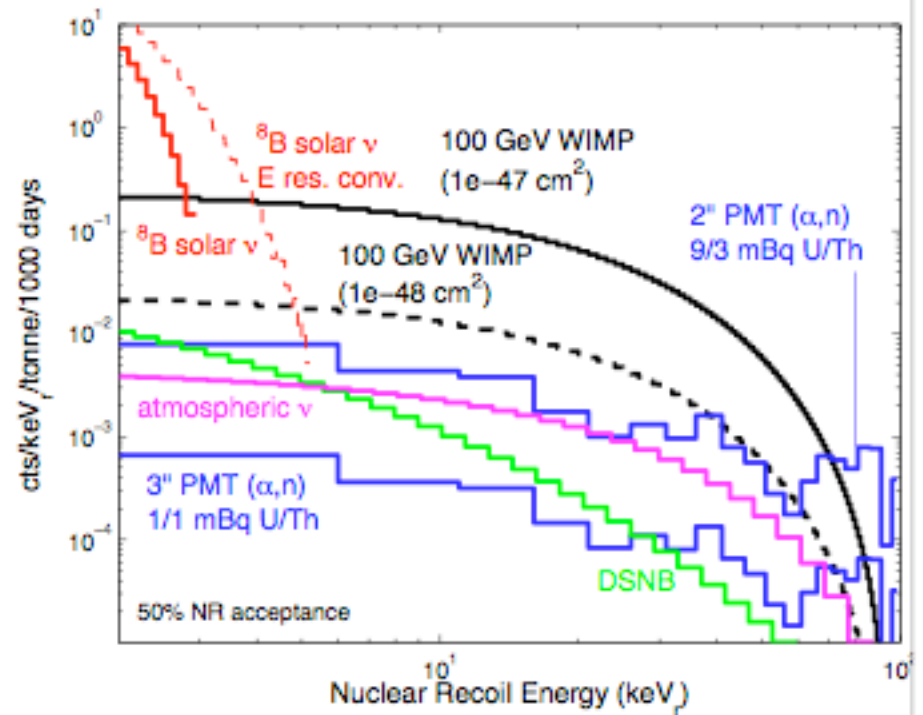 10¹
10⁰
10⁻¹
10⁻²
10⁻³
10⁻⁴
cts/keVᵣ/tonne/1000 days
⁸B solar ν
E res. conv.
100 GeV WIMP
(1e−47 cm²)
⁸B solar ν
100 GeV WIMP
(1e−48 cm²)
2" PMT (α,n)
9/3 mBq U/Th
atmospheric ν
3" PMT (α,n)
1/1 mBq U/Th
DSNB
50% NR acceptance
10¹
Nuclear Recoil Energy (keVᵣ)